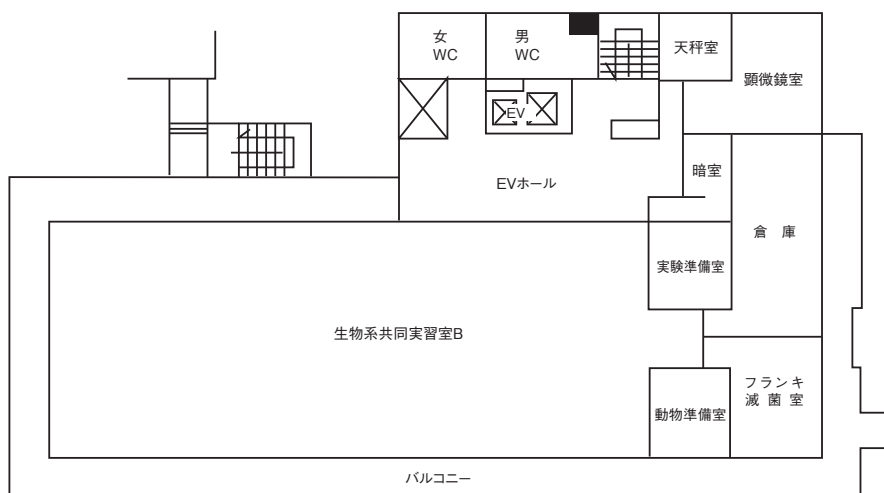 女
WC
男
WC
天秤室
顕微鏡室
EV
EVホール
暗室
倉 庫
実験準備室
生物系共同実習室B
フランキ
滅 菌 室
動物準備室
バルコニー